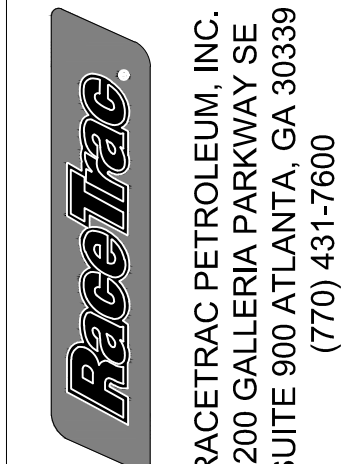 RaceTrac
RACETRAC PETROLEUM, INC.
200 GALLERIA PARKWAY SE
SUITE 900 ATLANTA, GA 30339
(770) 431-7600